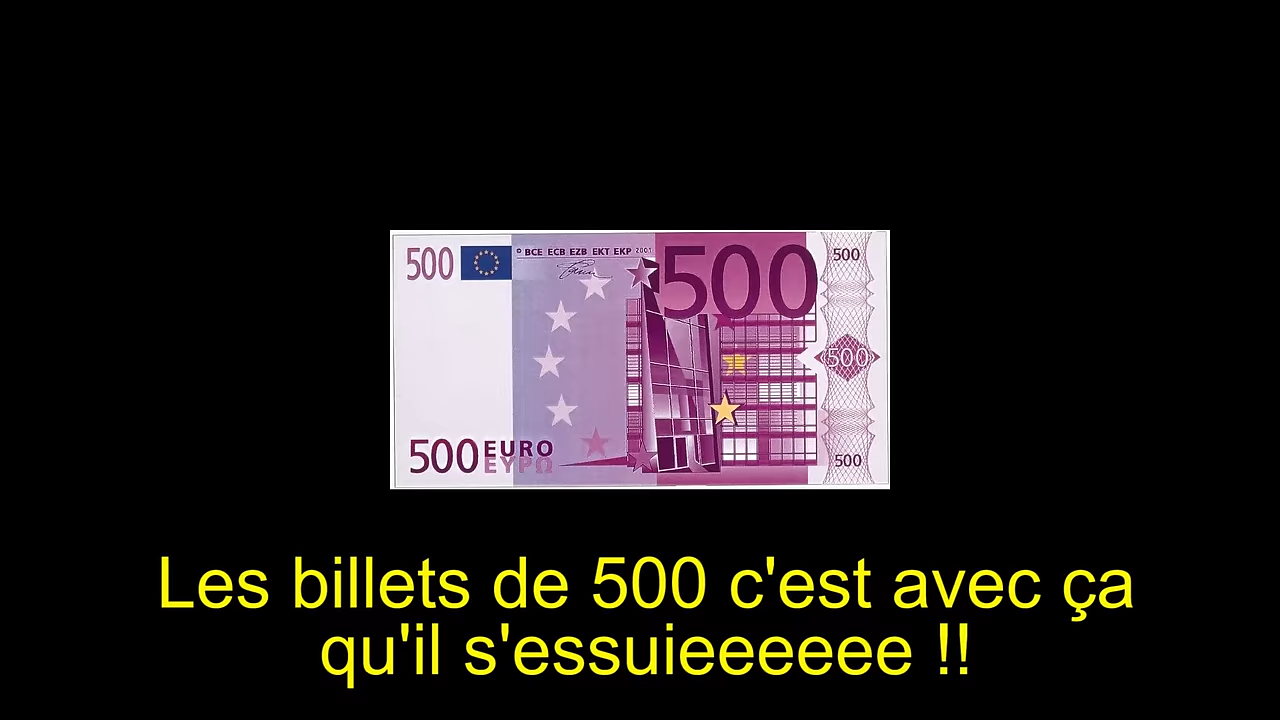 500
© BCE ECB EZB EKT EKP 2001
500
500
500
500 EURO
ΕΥΡΩ
500
Les billets de 500 c'est avec ça
qu'il s'essuieeeeeee !!